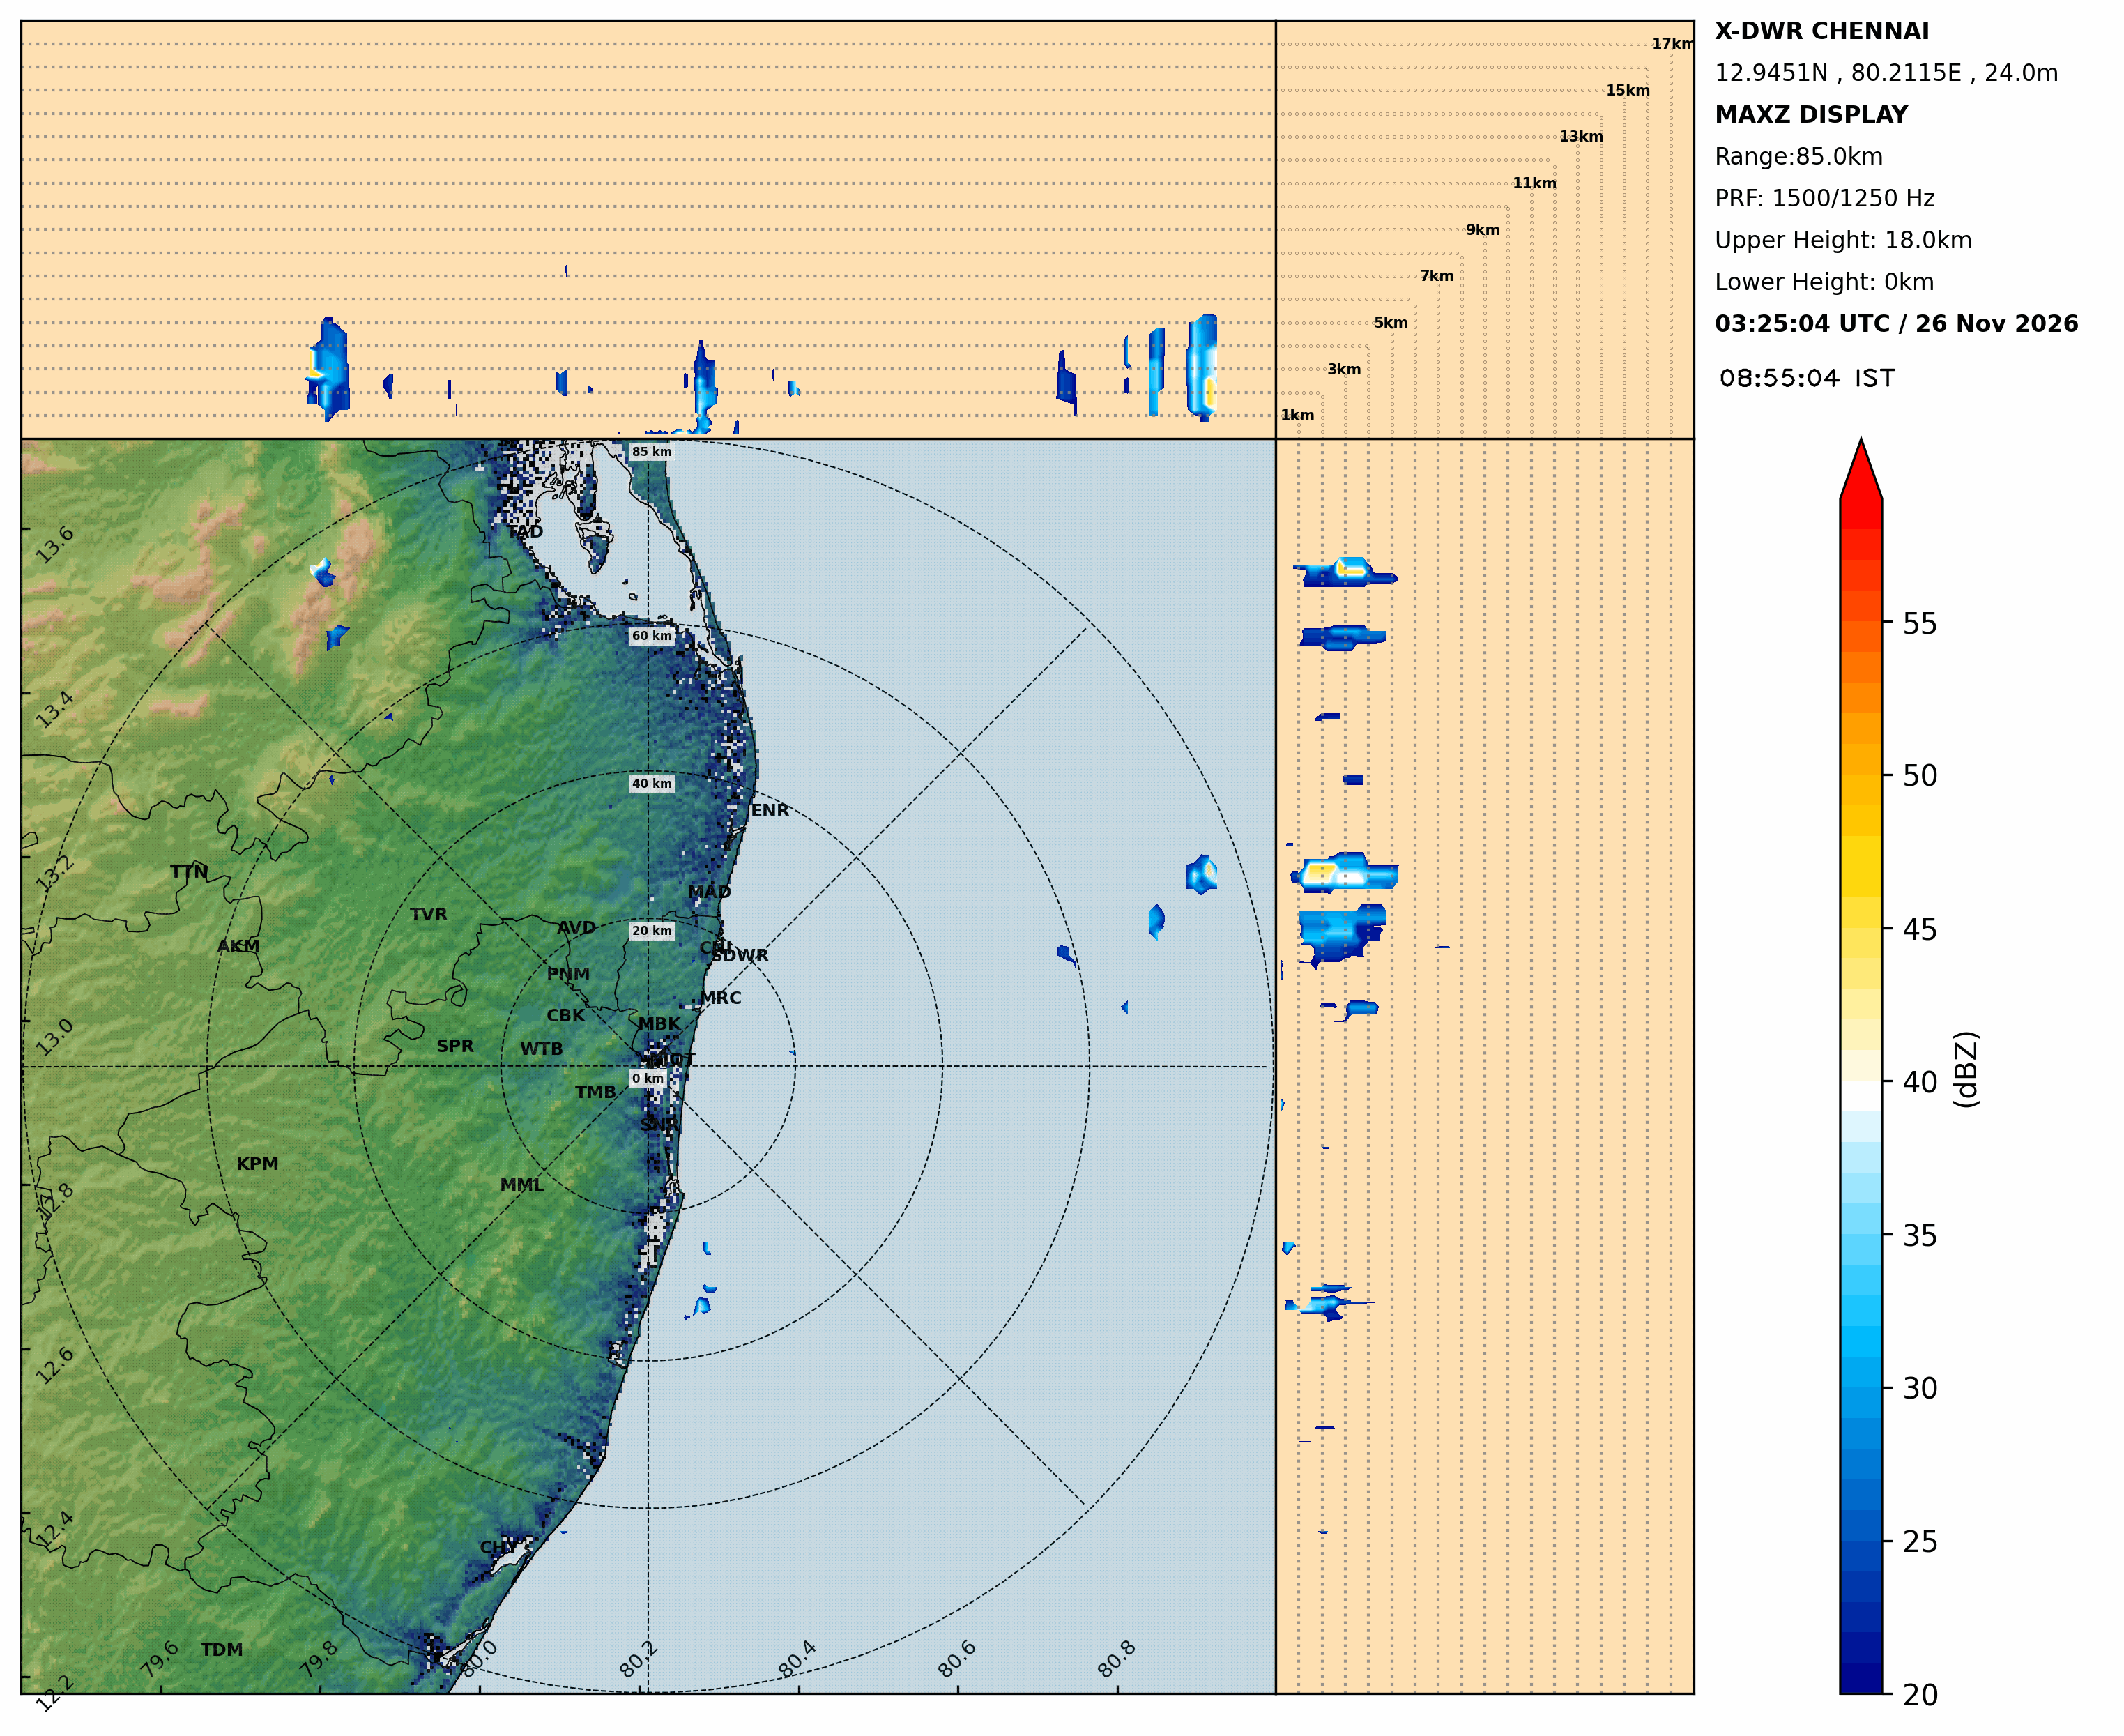 X-DWR CHENNAI
12.9451N , 80.2115E , 24.0m
MAXZ DISPLAY
Range:85.0km
PRF: 1500/1250 Hz
Upper Height: 18.0km
Lower Height: 0km
03:25:04 UTC / 26 Nov 2026
08:55:04 IST
17km
15km
13km
11km
9km
7km
5km
3km
1km
85 km
60 km
40 km
20 km
0 km
TAD
ENR
TTN
MAD
TVR
AVD
AKM
SDWR
PNM
MRC
CBK
MBK
SPR
WTB
TMB
SNR
KPM
MML
CHY
TDM
13.6
13.4
13.2
13.0
12.8
12.6
12.4
12.2
79.6
79.8
80.0
80.2
80.4
80.6
80.8
55
50
45
40
35
30
25
20
(dBZ)